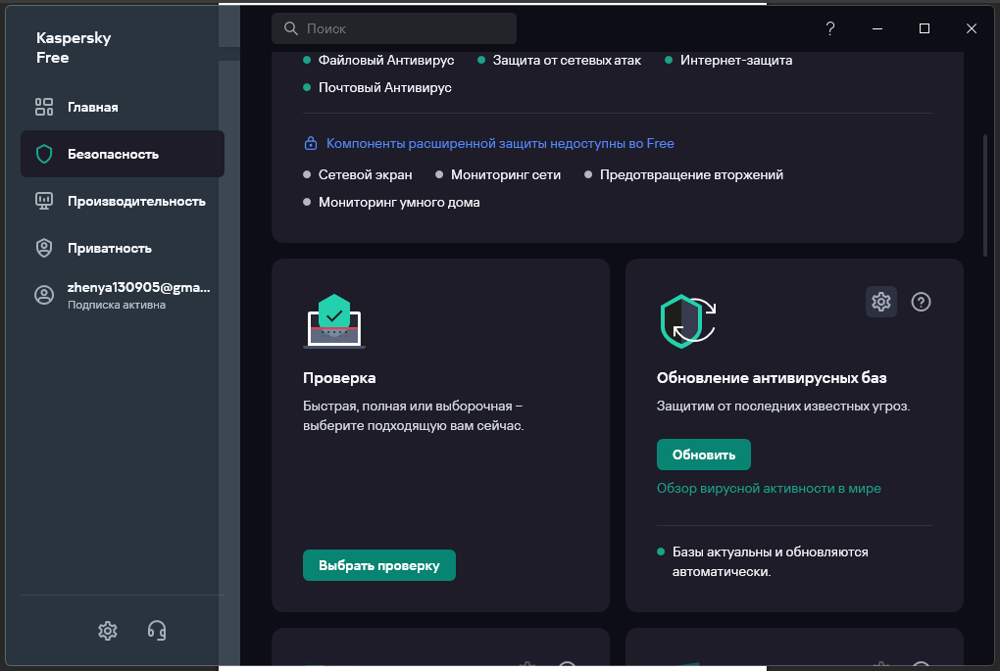 Kaspersky
Free
Поиск
Главная
Безопасность
Производительность
Приватность
zhenya130905@gma...
Подписка активна
Файловый Антивирус
Защита от сетевых атак
Интернет-защита
Почтовый Антивирус
Компоненты расширенной защиты недоступны во Free
Сетевой экран
Мониторинг сети
Предотвращение вторжений
Мониторинг умного дома
Проверка
Быстрая, полная или выборочная –
выберите подходящую вам сейчас.
Выбрать проверку
Обновление антивирусных баз
Защитим от последних известных угроз.
Обновить
Обзор вирусной активности в мире
Базы актуальны и обновляются
автоматически.